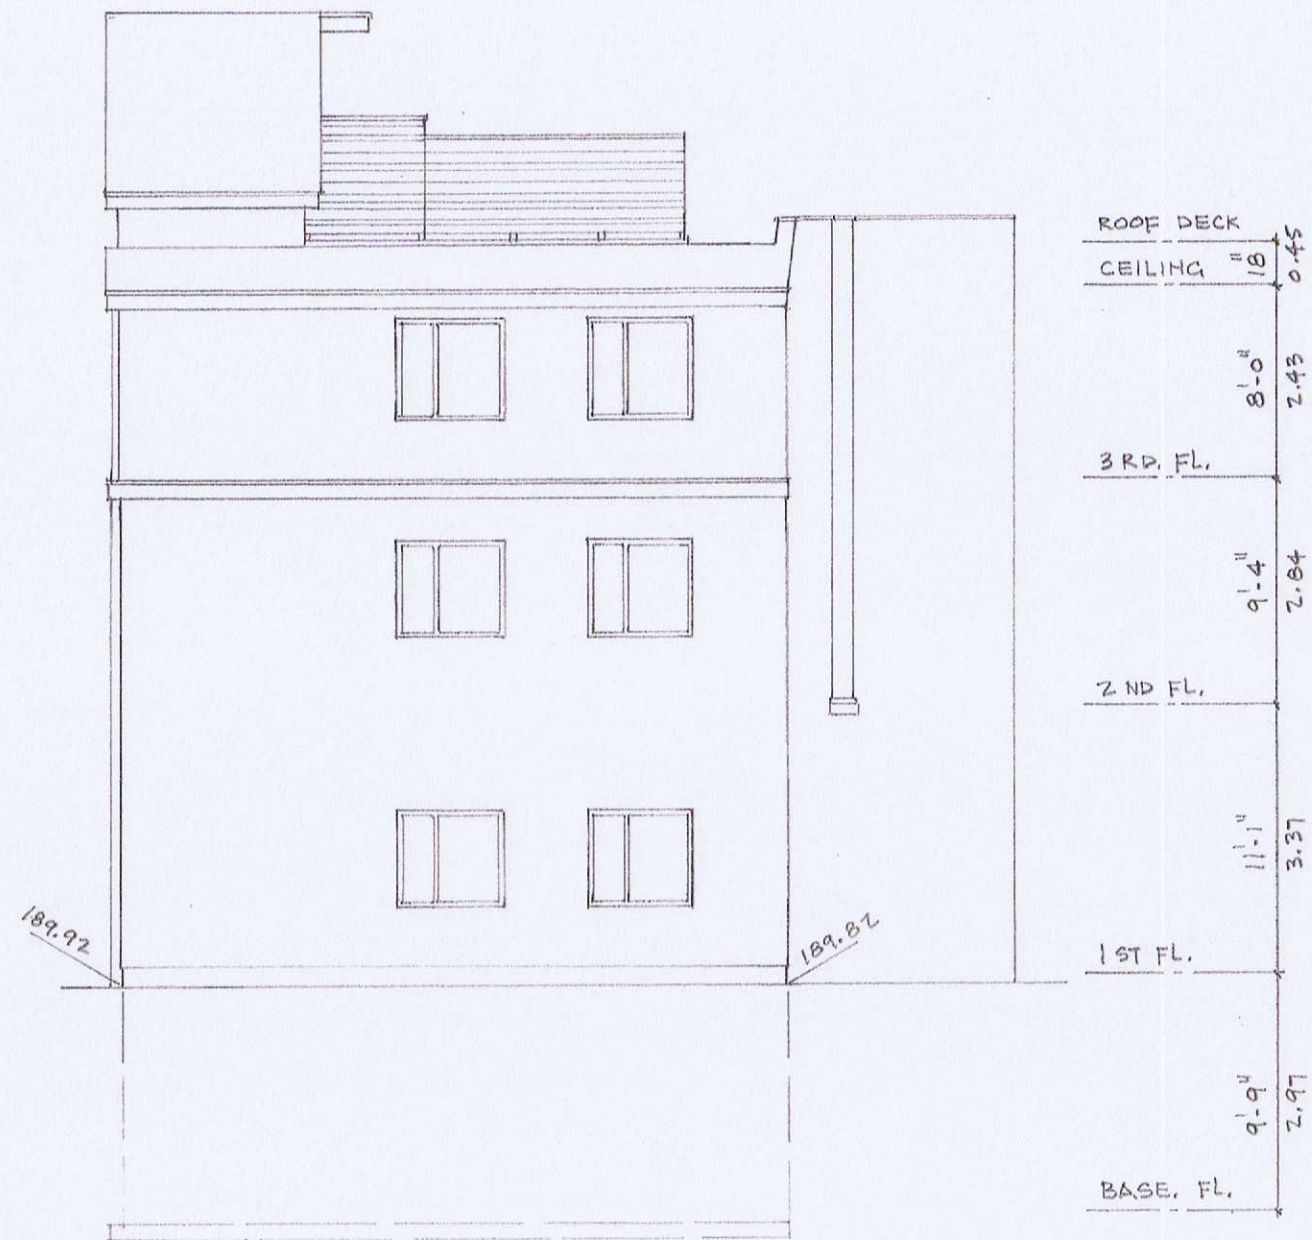 ROOF DECK
CEILING 18" 0.45
8'-0" 2.43
3 RD. FL.
9'-4" 2.84
2 ND FL.
11'-1" 3.37
189.92
189.82
1 ST FL.
9'-9" 2.97
BASE. FL.